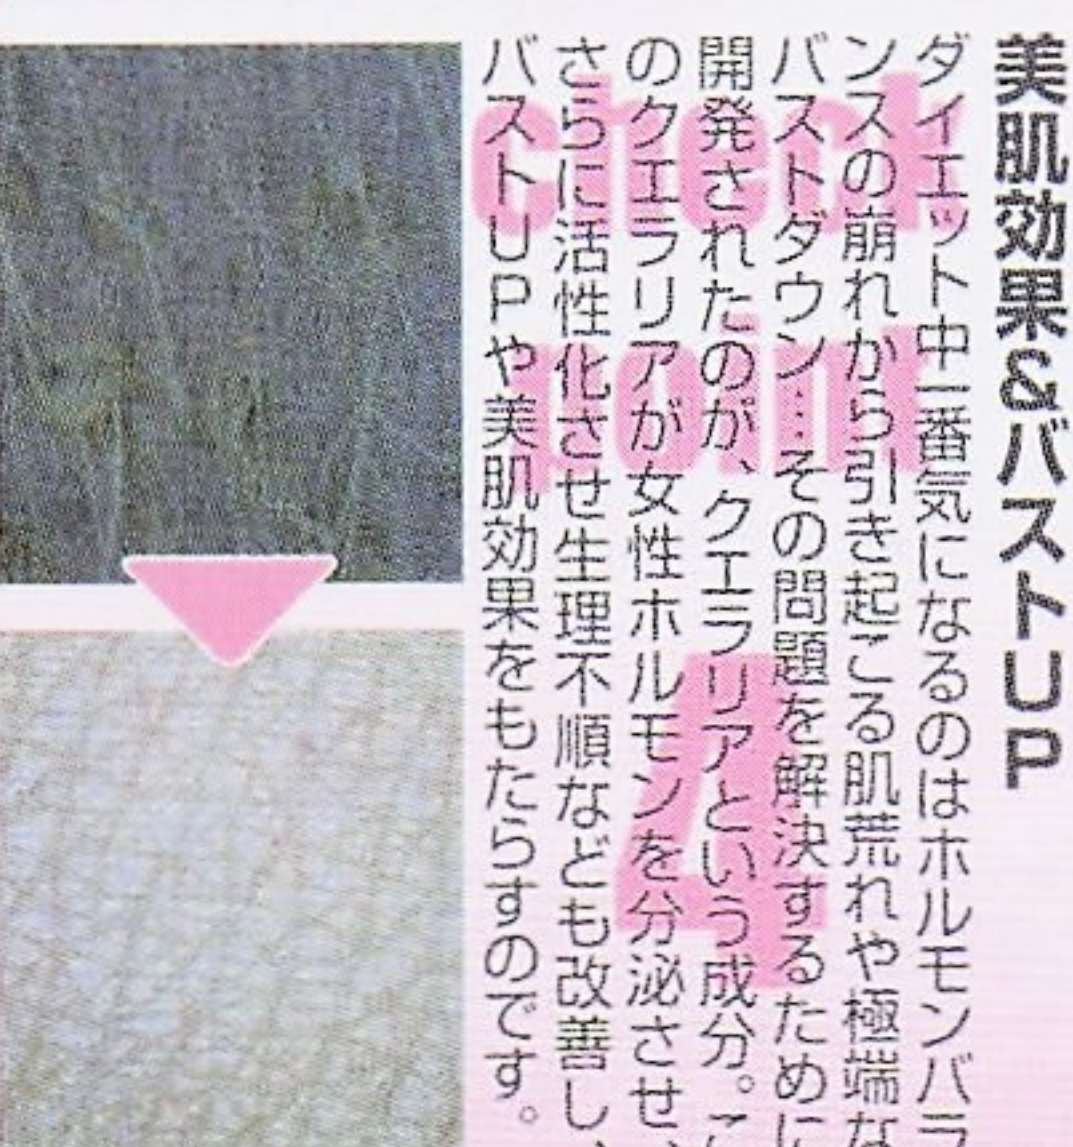 美肌効果&バストUP
ダイエット中一番気になるのはホルモンバラ
ンスの崩れから引き起こる肌荒れや極端な
バストダウン…その問題を解決するために
開発されたのが、クエラリアという成分。こ
のクエラリアが女性ホルモンを分泌させ、
さらに活性化させ生理不順なども改善し、
バストUPや美肌効果をもたらすのです。
check
point
4